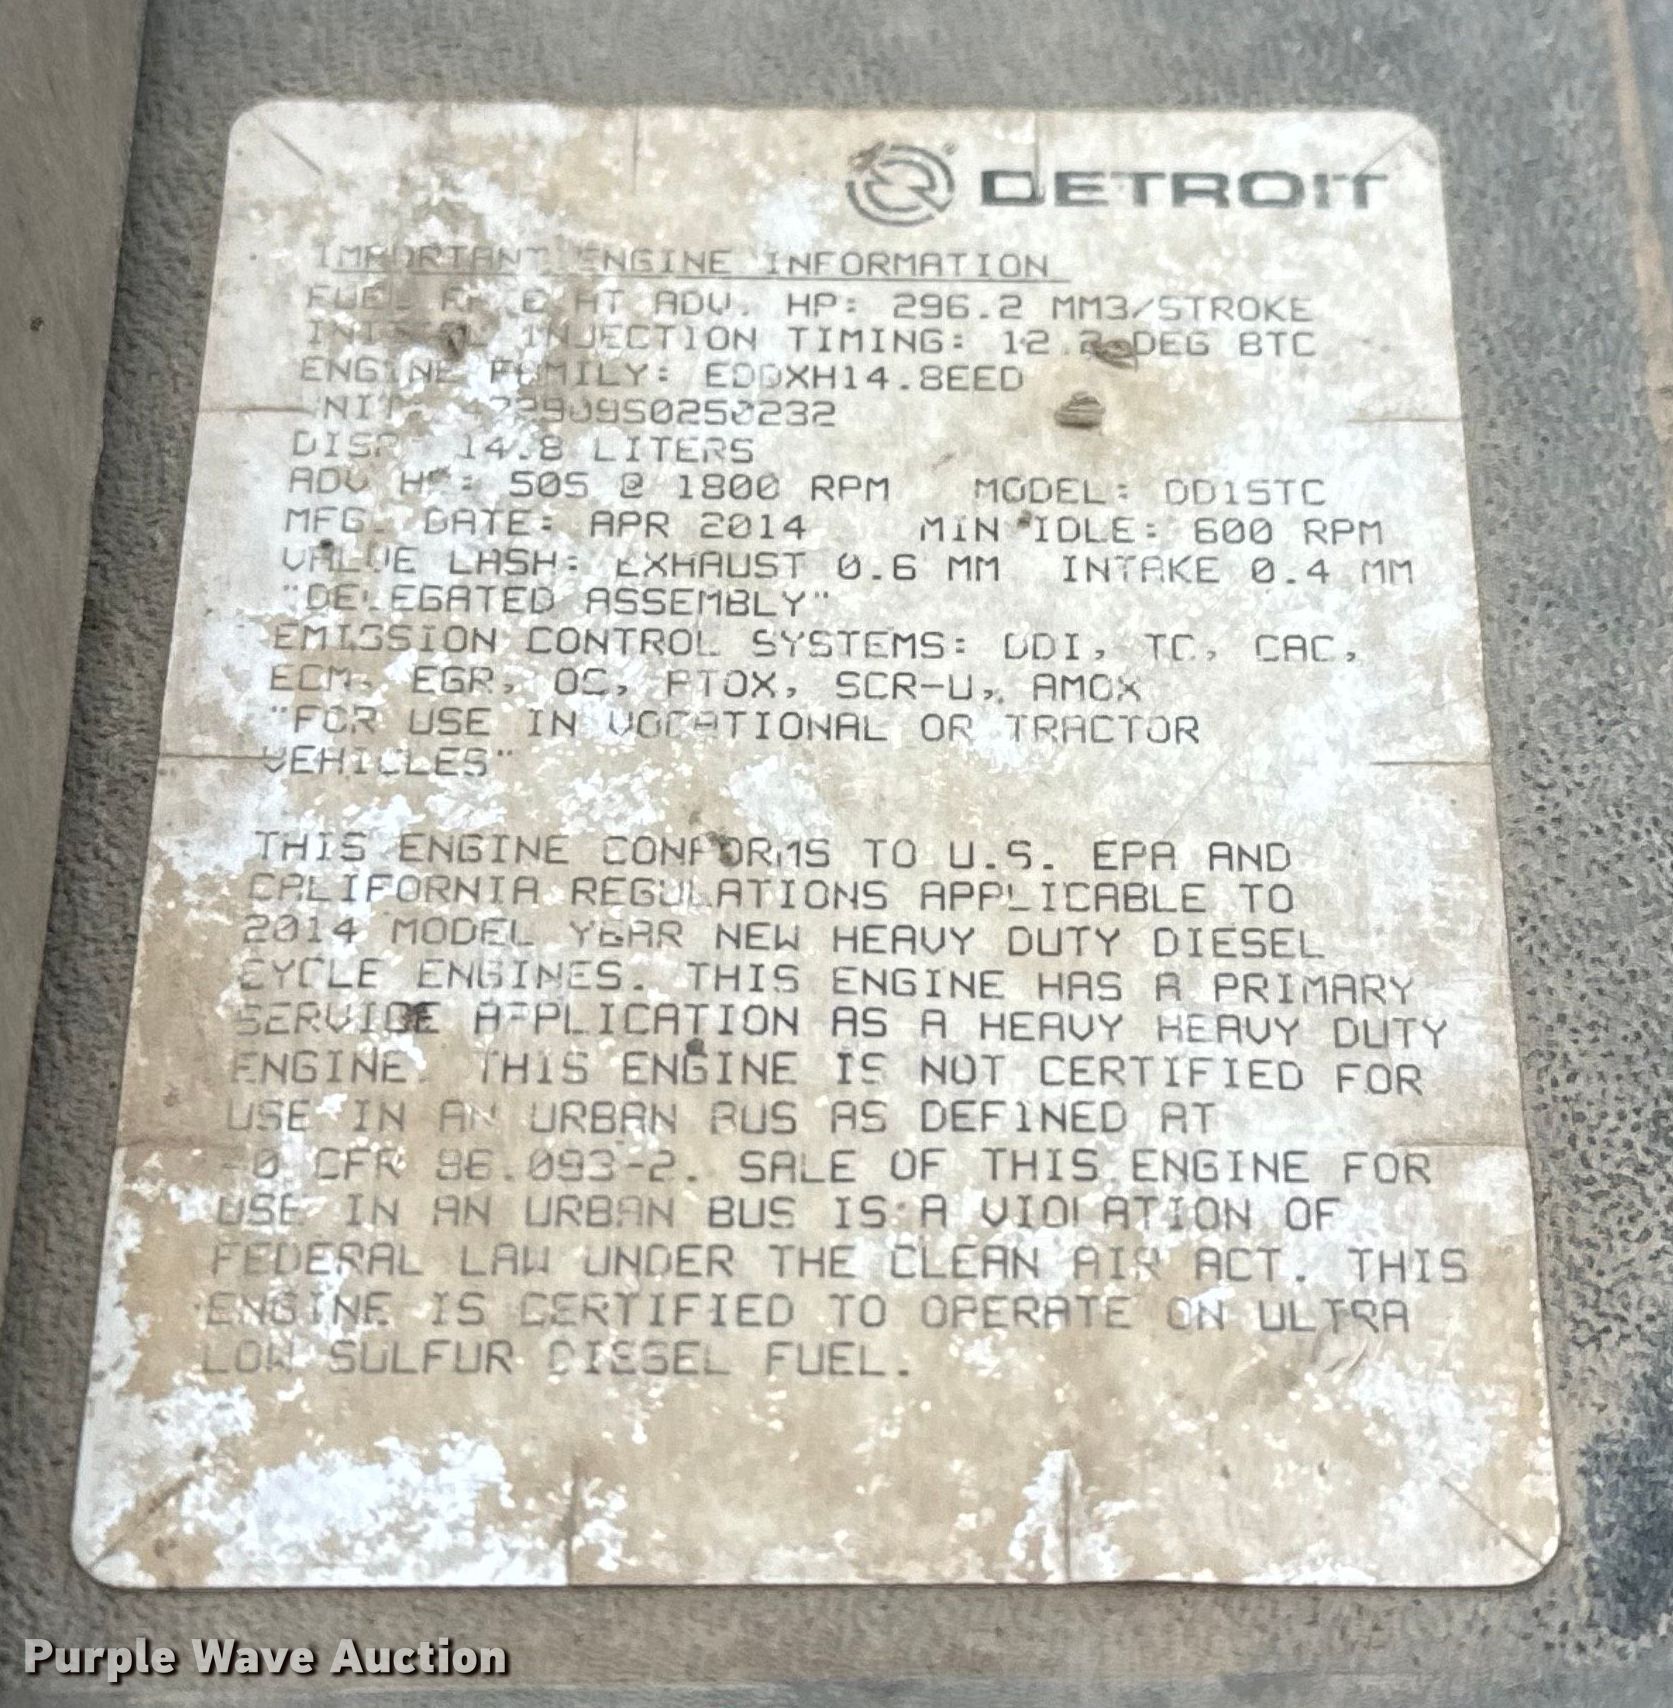 DETROIT
IMPORTANT ENGINE INFORMATION
FUEL RATE AT ADV. HP: 296.2 MM3/STROKE
INITIAL INJECTION TIMING: 12.2 DEG BTC
ENGINE FAMILY: EDDXH14.8EED
UNIT:
DISP: 14.8 LITERS
ADV HP: 505 @ 1800 RPM MODEL: DD15TC
MFG. DATE: APR 2014 MIN IDLE: 600 RPM
VALVE LASH: EXHAUST 0.6 MM INTAKE 0.4 MM
"DELEGATED ASSEMBLY"
EMISSION CONTROL SYSTEMS: DDI, TC, CAC,
ECM, EGR, OC, PTOX, SCR-U, AMOX
"FOR USE IN VOCATIONAL OR TRACTOR
VEHICLES"
THIS ENGINE CONFORMS TO U.S. EPA AND
CALIFORNIA REGULATIONS APPLICABLE TO
2014 MODEL YEAR NEW HEAVY DUTY DIESEL
CYCLE ENGINES. THIS ENGINE HAS A PRIMARY
SERVICE APPLICATION AS A HEAVY HEAVY DUTY
ENGINE. THIS ENGINE IS NOT CERTIFIED FOR
USE IN AN URBAN BUS AS DEFINED AT
40 CFR 86.093-2. SALE OF THIS ENGINE FOR
USE IN AN URBAN BUS IS A VIOLATION OF
FEDERAL LAW UNDER THE CLEAN AIR ACT. THIS
ENGINE IS CERTIFIED TO OPERATE ON ULTRA
LOW SULFUR DIESEL FUEL.
Purple Wave Auction